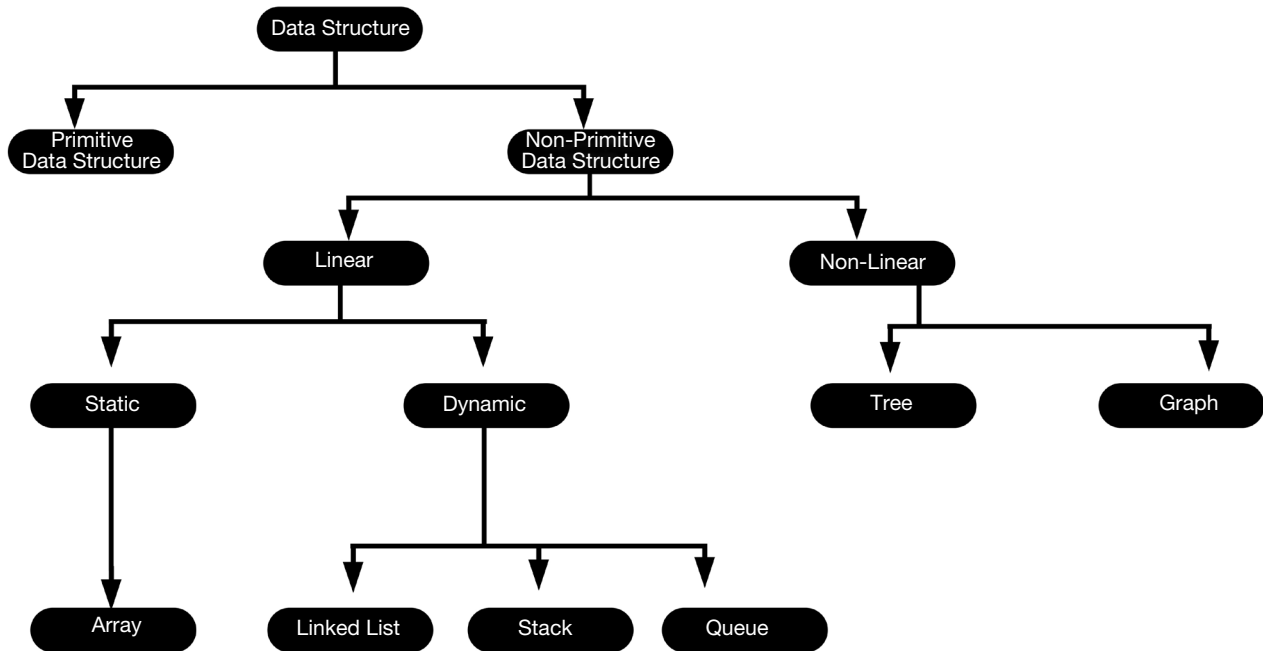 Data Structure
Primitive
Data Structure
Non-Primitive
Data Structure
Linear
Non-Linear
Static
Dynamic
Tree
Graph
Array
Linked List
Stack
Queue